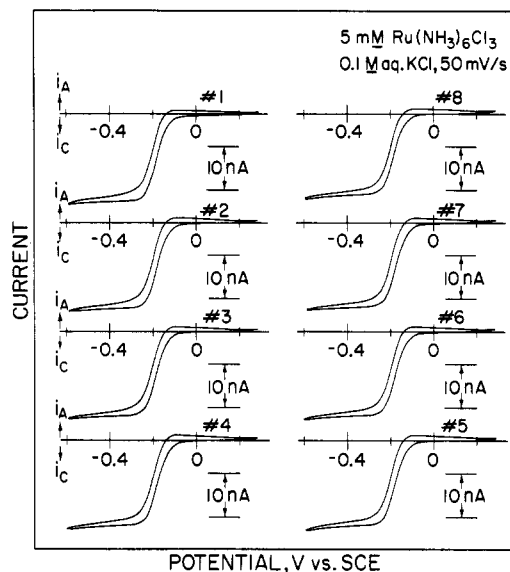 5 mM Ru(NH3)6Cl3
0.1 M aq. KCl, 50 mV/s
iA
#1
#8
-0.4
0
-0.4
0
iC
10 nA
10 nA
iA
#2
#7
-0.4
0
-0.4
0
iC
10 nA
10 nA
iA
#3
#6
-0.4
0
-0.4
0
iC
10 nA
10 nA
iA
#4
#5
-0.4
0
-0.4
0
iC
10 nA
10 nA
CURRENT
POTENTIAL, V vs. SCE